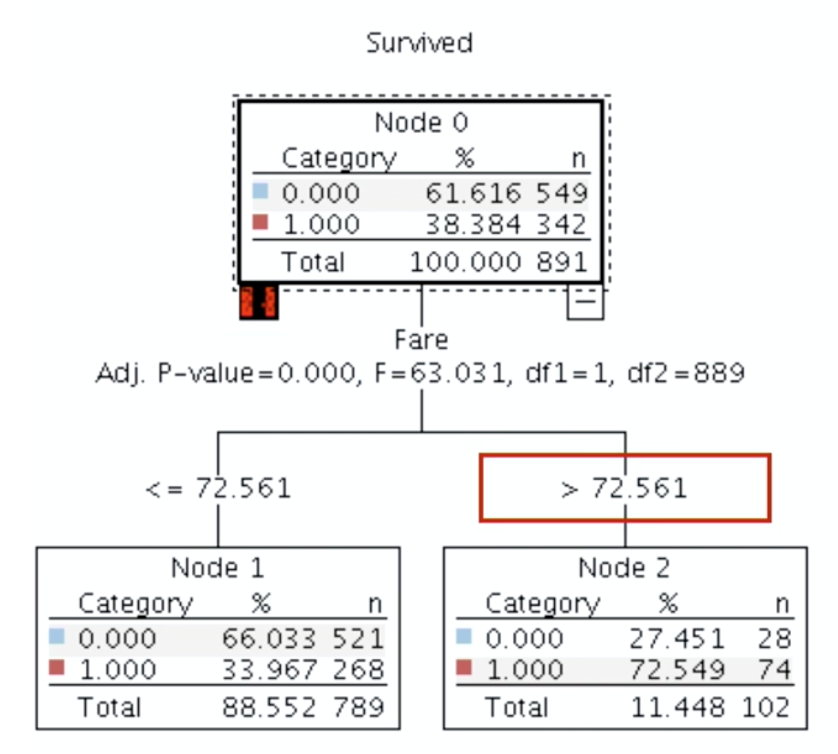 Survived
Node 0
Category % n
0.000 61.616 549
1.000 38.384 342
Total 100.000 891
Fare
Adj. P-value=0.000, F=63.031, df1=1, df2=889
<= 72.561
> 72.561
Node 1
Category % n
0.000 66.033 521
1.000 33.967 268
Total 88.552 789
Node 2
Category % n
0.000 27.451 28
1.000 72.549 74
Total 11.448 102